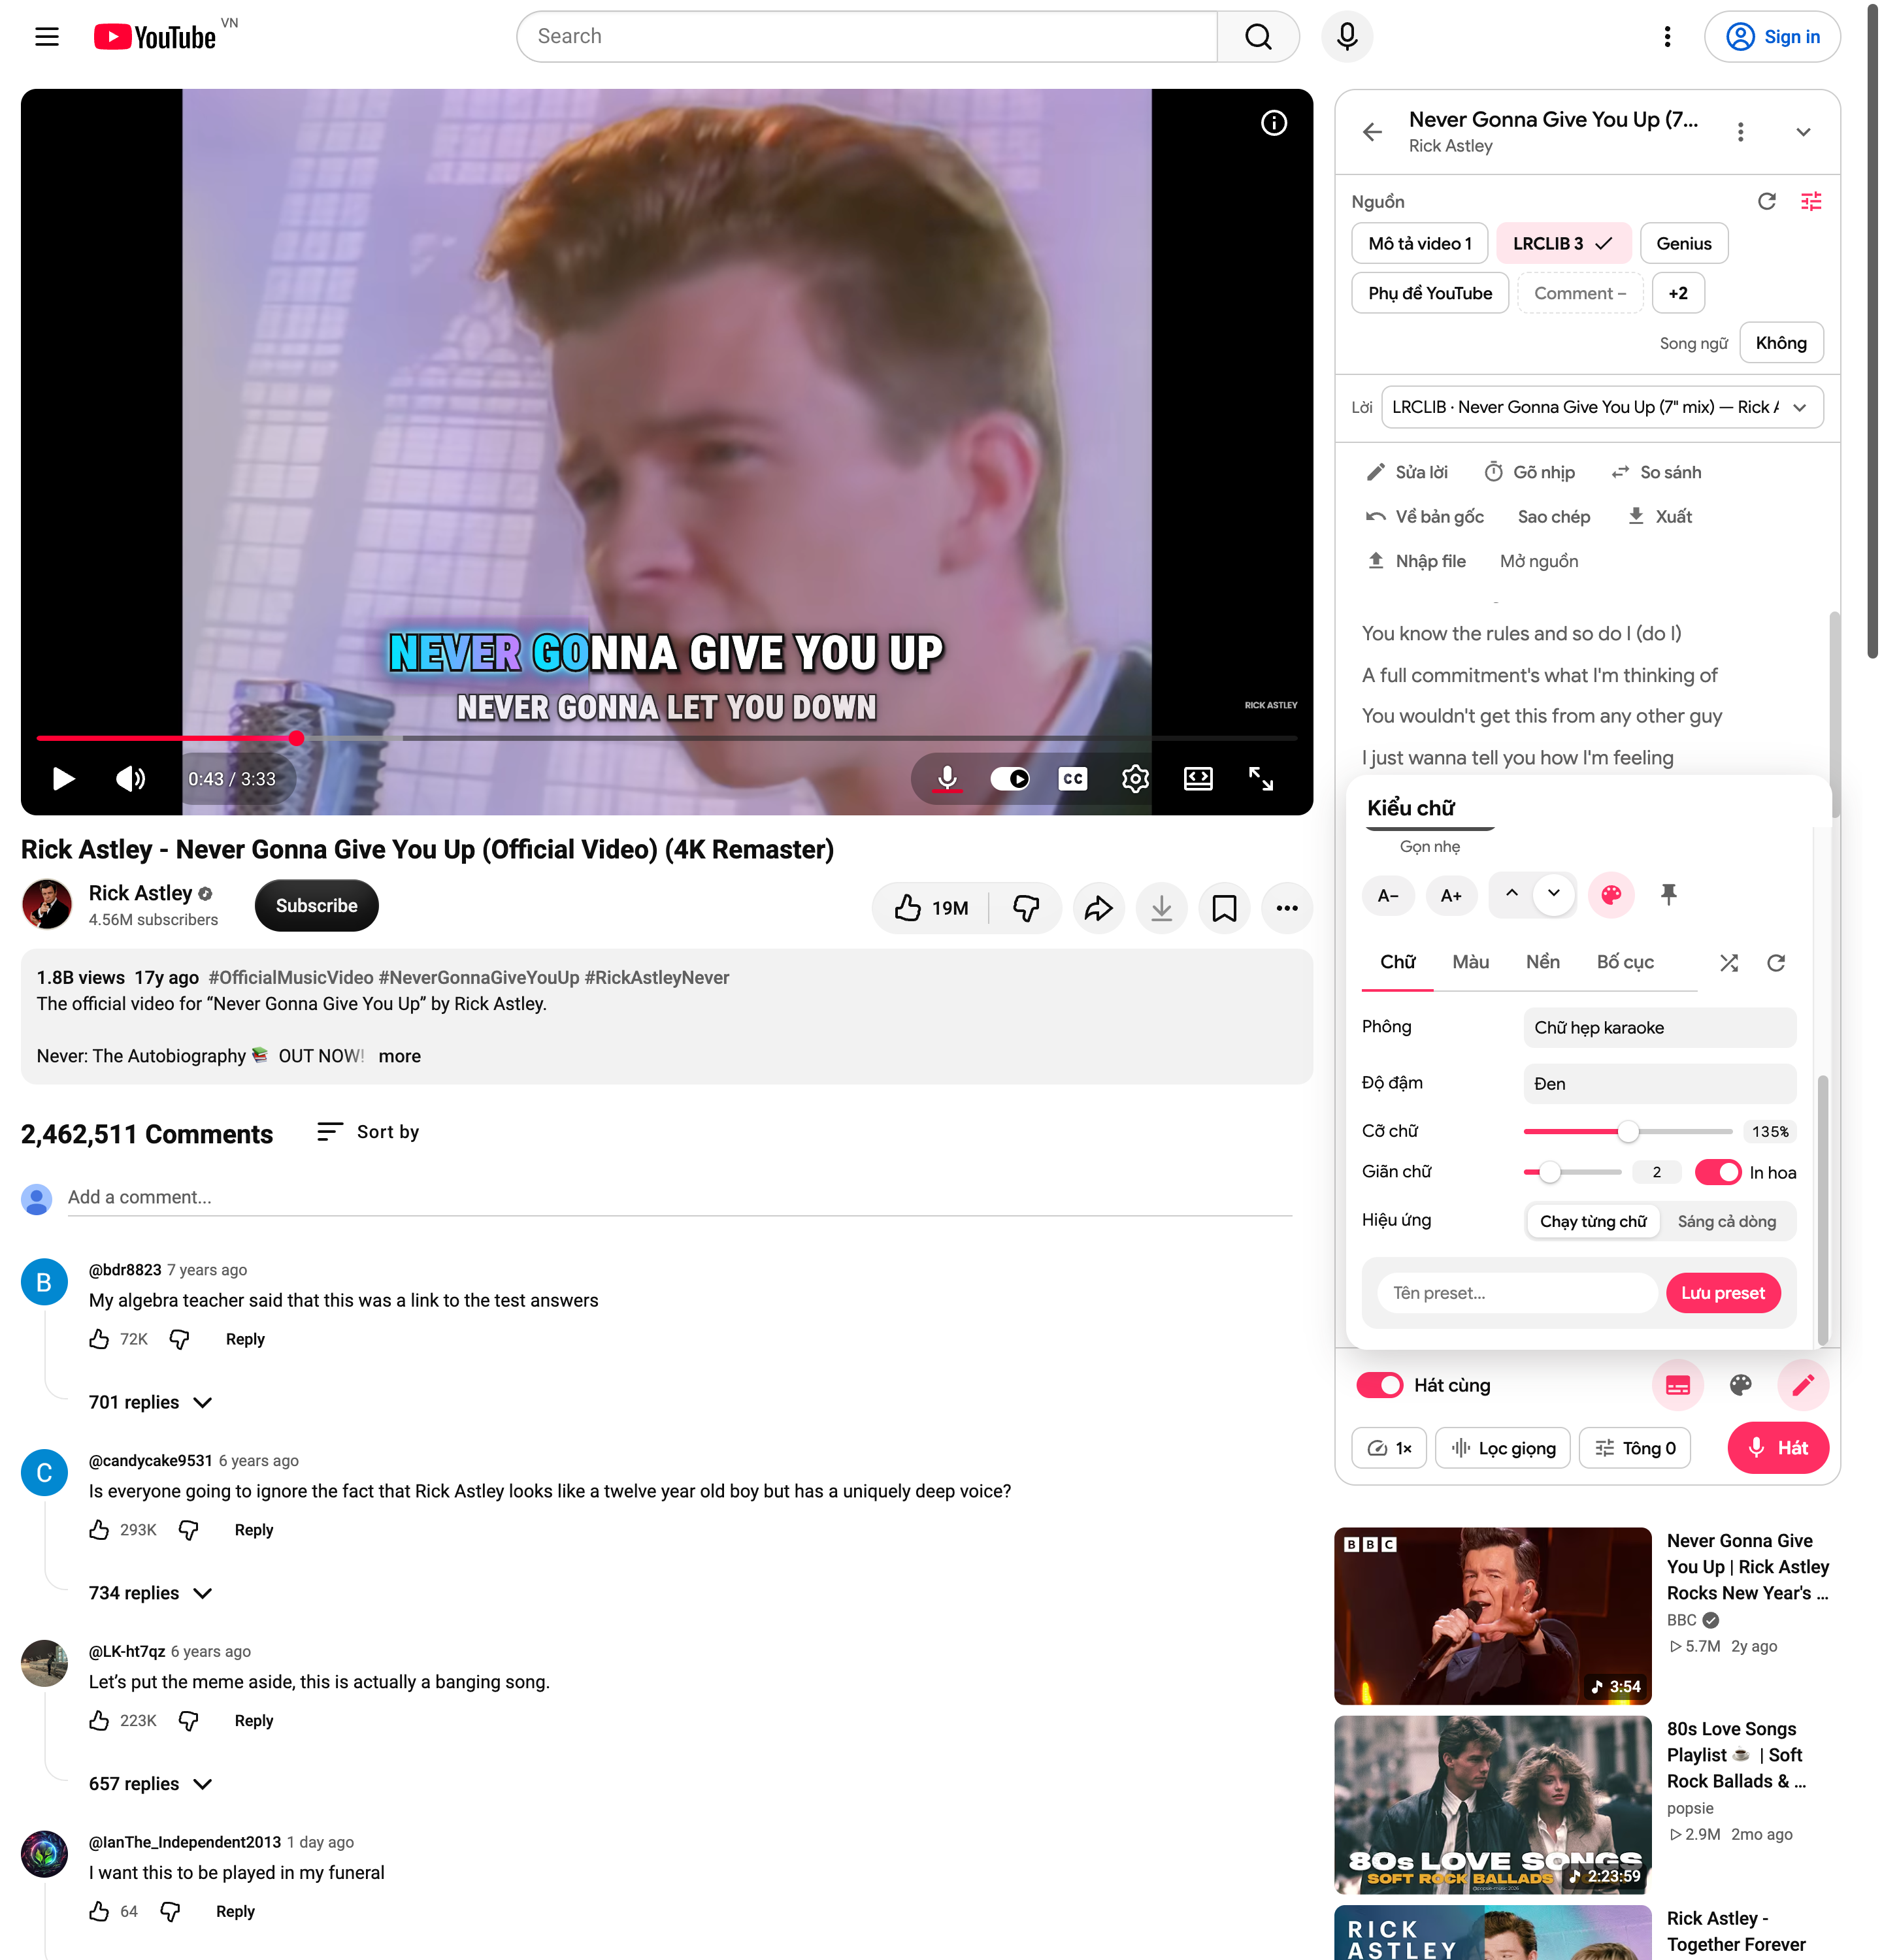 YouTube VN
Search
Sign in
NEVER GONNA GIVE YOU UP
NEVER GONNA LET YOU DOWN
RICK ASTLEY
0:43 / 3:33
CC
Rick Astley - Never Gonna Give You Up (Official Video) (4K Remaster)
Rick Astley
4.56M subscribers
Subscribe
19M
1.8B views 17y ago #OfficialMusicVideo #NeverGonnaGiveYouUp #RickAstleyNever
The official video for “Never Gonna Give You Up” by Rick Astley.
Never: The Autobiography 📚 OUT NOW! more
2,462,511 Comments
Sort by
Add a comment...
B
@bdr8823 7 years ago
My algebra teacher said that this was a link to the test answers
72K
Reply
701 replies
C
@candycake9531 6 years ago
Is everyone going to ignore the fact that Rick Astley looks like a twelve year old boy but has a uniquely deep voice?
293K
Reply
734 replies
@LK-ht7qz 6 years ago
Let’s put the meme aside, this is actually a banging song.
223K
Reply
657 replies
@IanThe_Independent2013 1 day ago
I want this to be played in my funeral
64
Reply
Never Gonna Give You Up (7...
Rick Astley
Nguồn
Mô tả video 1
LRCLIB 3
Genius
Phụ đề YouTube
Comment –
+2
Song ngữ
Không
Lời
LRCLIB · Never Gonna Give You Up (7" mix) — Rick
Sửa lời
Gõ nhịp
So sánh
Về bản gốc
Sao chép
Xuất
Nhập file
Mở nguồn
You know the rules and so do I (do I)
A full commitment's what I'm thinking of
You wouldn't get this from any other guy
I just wanna tell you how I'm feeling
Kiểu chữ
Gọn nhẹ
A−
A+
Chữ
Màu
Nền
Bố cục
Phông
Chữ hẹp karaoke
Độ đậm
Đen
Cỡ chữ
135%
Giãn chữ
2
In hoa
Hiệu ứng
Chạy từng chữ
Sáng cả dòng
Tên preset...
Lưu preset
Hát cùng
1×
Lọc giọng
Tông 0
Hát
BBC
3:54
Never Gonna Give
You Up | Rick Astley
Rocks New Year's ...
BBC
5.7M 2y ago
80s LOVE SONGS
SOFT ROCK BALLADS
2:23:59
80s Love Songs
Playlist ☕ | Soft
Rock Ballads & ...
popsie
2.9M 2mo ago
RICK
ASTLEY
Rick Astley -
Together Forever